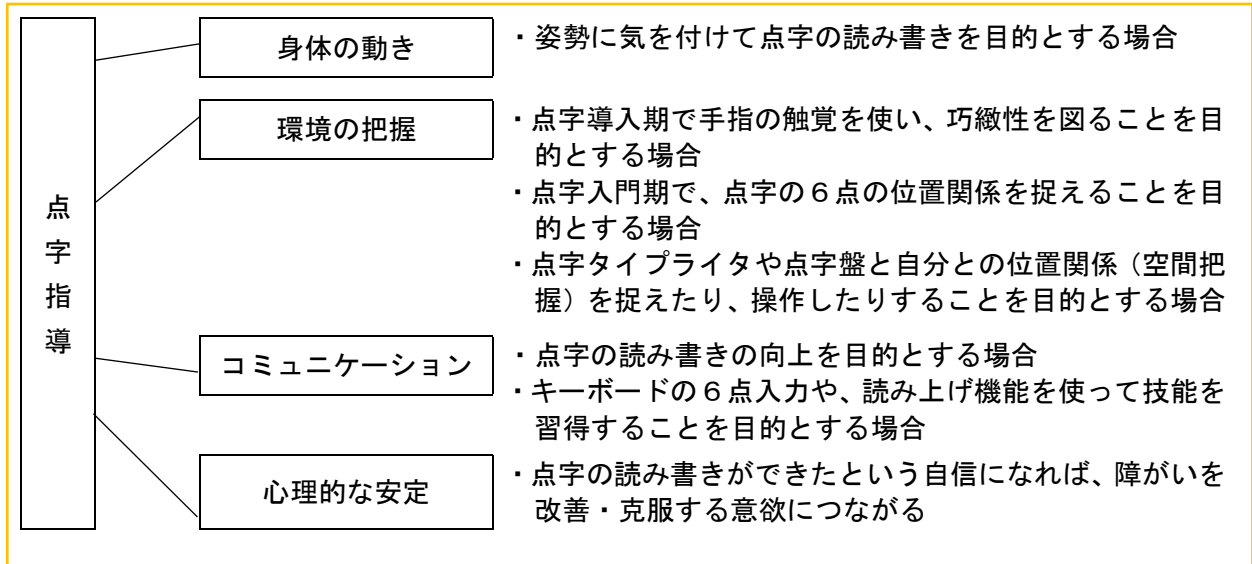 点字指導
身体の動き
・姿勢に気を付けて点字の読み書きを目的とする場合
環境の把握
・点字導入期で手指の触覚を使い、巧緻性を図ることを目
的とする場合
・点字入門期で、点字の6点の位置関係を捉えることを目
的とする場合
・点字タイプライタや点字盤と自分との位置関係(空間把
握)を捉えたり、操作したりすることを目的とする場合
コミュニケーション
・点字の読み書きの向上を目的とする場合
・キーボードの6点入力や、読み上げ機能を使って技能を
習得することを目的とする場合
心理的な安定
・点字の読み書きができたという自信になれば、障がいを
改善・克服する意欲につながる